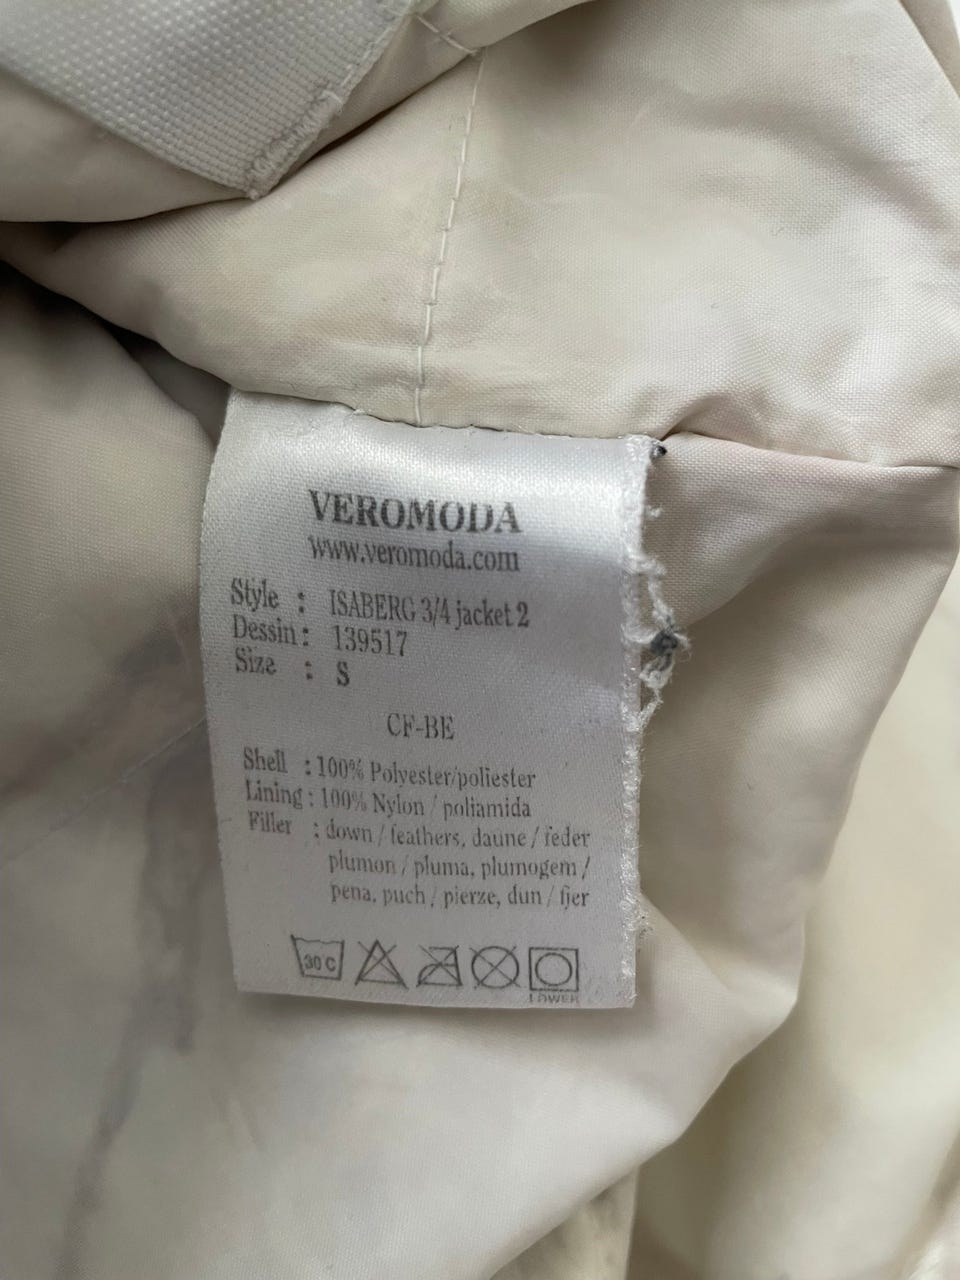 VEROMODA
www.veromoda.com
Style : ISABERG 3/4 jacket 2
Dessin : 139517
Size : S
CF-BE
Shell : 100% Polyester/poliester
Lining : 100% Nylon / poliamida
Filler : down / feathers, daune / feder
plumon / pluma, plumogem /
pena, puch / pierze, dun / fjer
30 C
LOWER